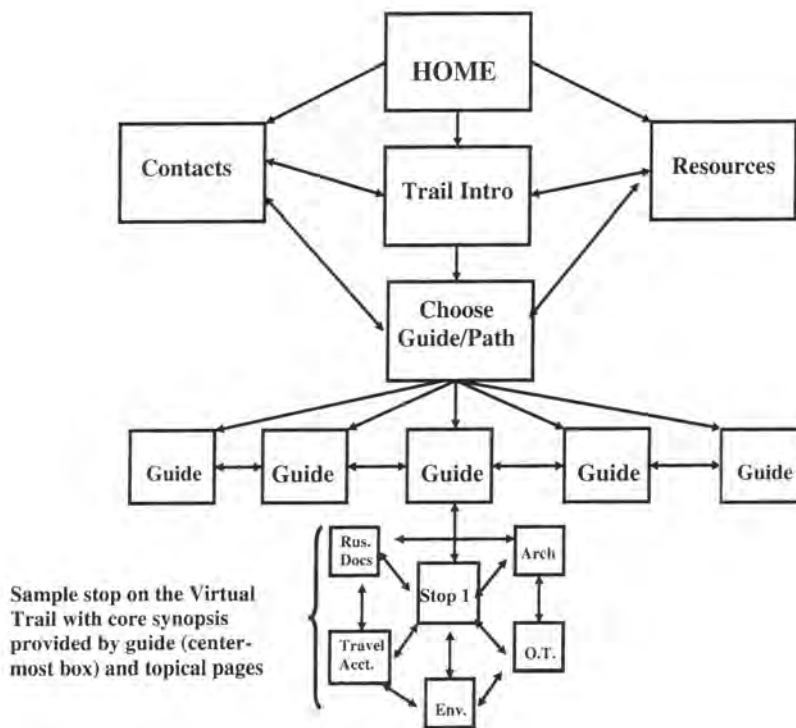 HOME
Contacts
Trail Intro
Resources
Choose
Guide/Path
Guide
Guide
Guide
Guide
Guide
Rus.
Docs
Arch
Stop 1
Travel
Acct.
O.T.
Env.
Sample stop on the Virtual
Trail with core synopsis
provided by guide (center-
most box) and topical pages